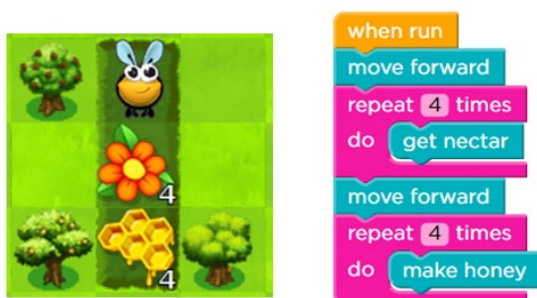 when run
move forward
repeat 4 times
do get nectar
4
move forward
4
repeat 4 times
do make honey